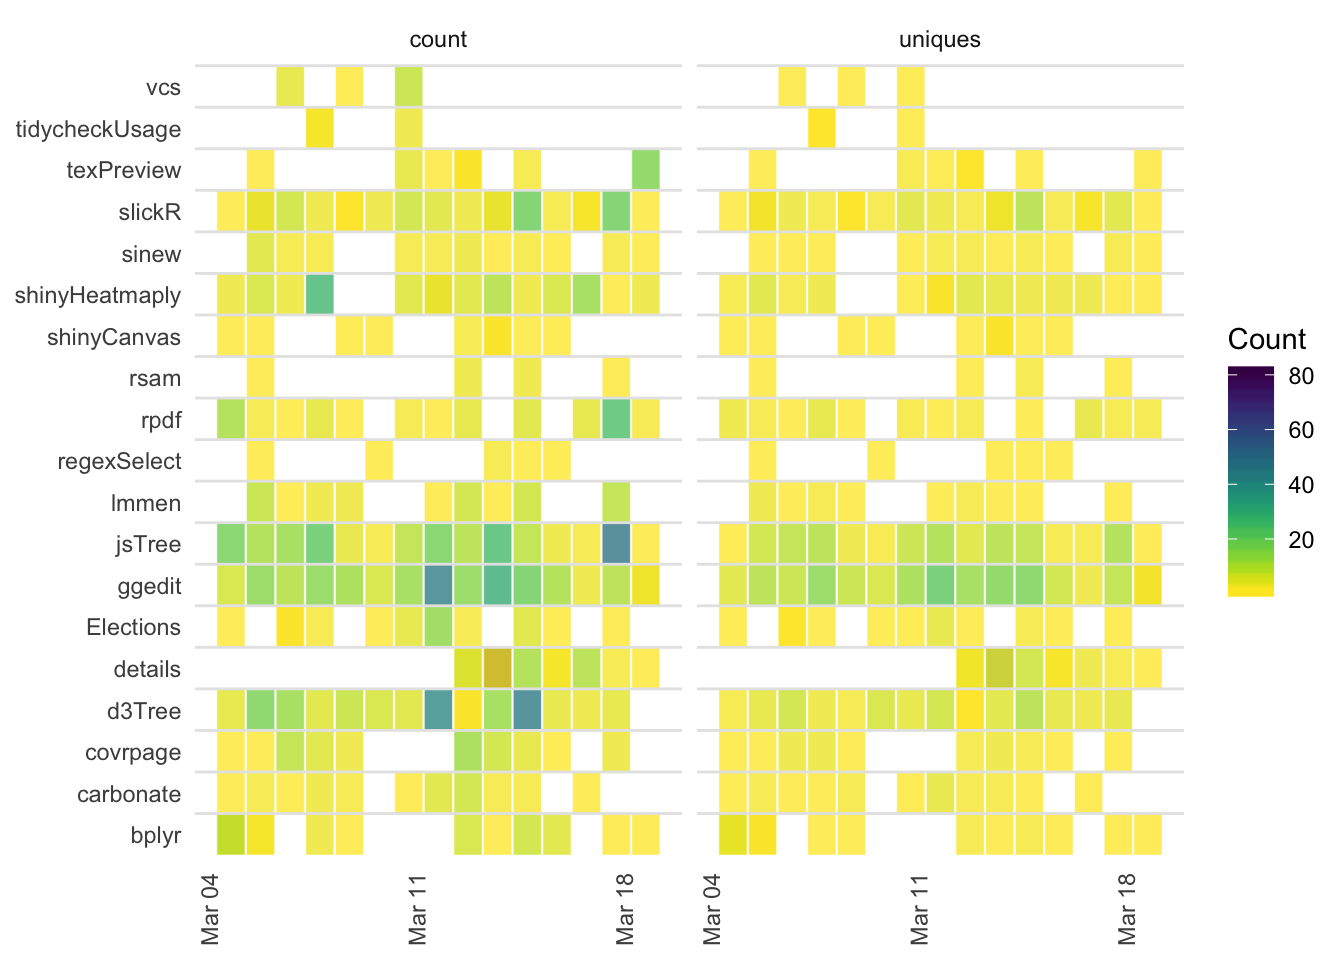 count
uniques
vcs
tidycheckUsage
texPreview
slickR
sinew
shinyHeatmaply
shinyCanvas
rsam
rpdf
regexSelect
lmmen
jsTree
ggedit
Elections
details
d3Tree
covrpage
carbonate
bplyr
Mar 04
Mar 11
Mar 18
Mar 04
Mar 11
Mar 18
Count
80
60
40
20